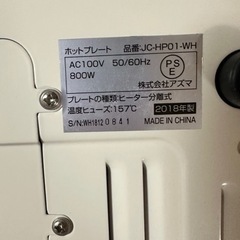 ホットプレート 品番:JC-HP01-WH
AC100V 50/60Hz
800W
PS
E
株式会社アズマ
プレートの種類:ヒーター分離式
温度ヒューズ:157℃ 2018年製
S/N:WH1812 0841 MADE IN CHINA